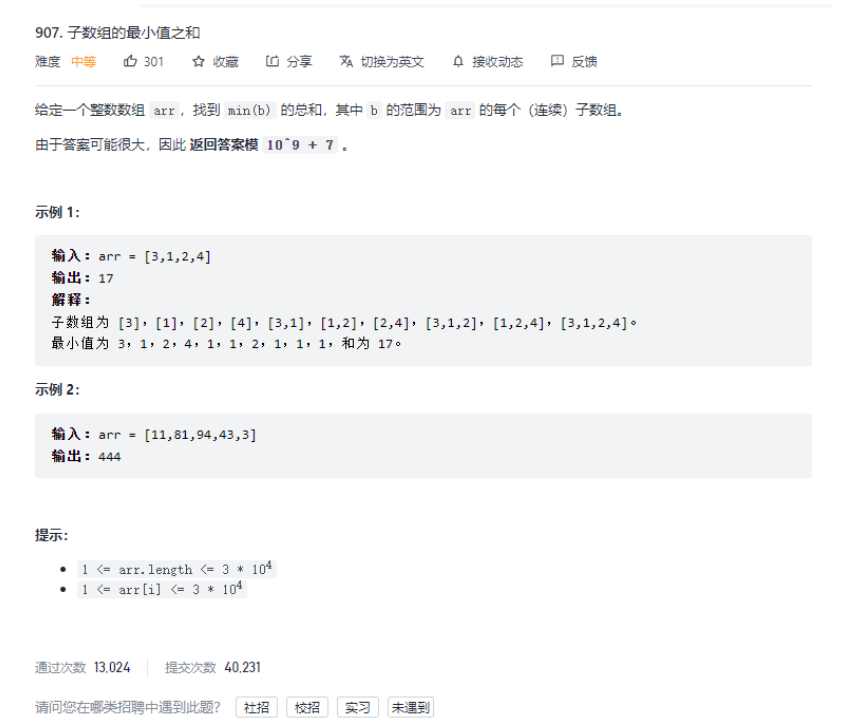 907. 子数组的最小值之和
难度 中等 301 收藏 分享 切换为英文 接收动态 反馈
给定一个整数数组 arr，找到 min(b) 的总和，其中 b 的范围为 arr 的每个（连续）子数组。
由于答案可能很大，因此 返回答案模 10^9 + 7 。
示例 1：
输入：arr = [3,1,2,4]
输出：17
解释：
子数组为 [3]，[1]，[2]，[4]，[3,1]，[1,2]，[2,4]，[3,1,2]，[1,2,4]，[3,1,2,4]。
最小值为 3，1，2，4，1，1，2，1，1，1，和为 17。
示例 2：
输入：arr = [11,81,94,43,3]
输出：444
提示：
• 1 <= arr.length <= 3 * 10⁴
• 1 <= arr[i] <= 3 * 10⁴
通过次数 13,024 提交次数 40,231
请问您在哪类招聘中遇到此题？ 社招 校招 实习 未遇到